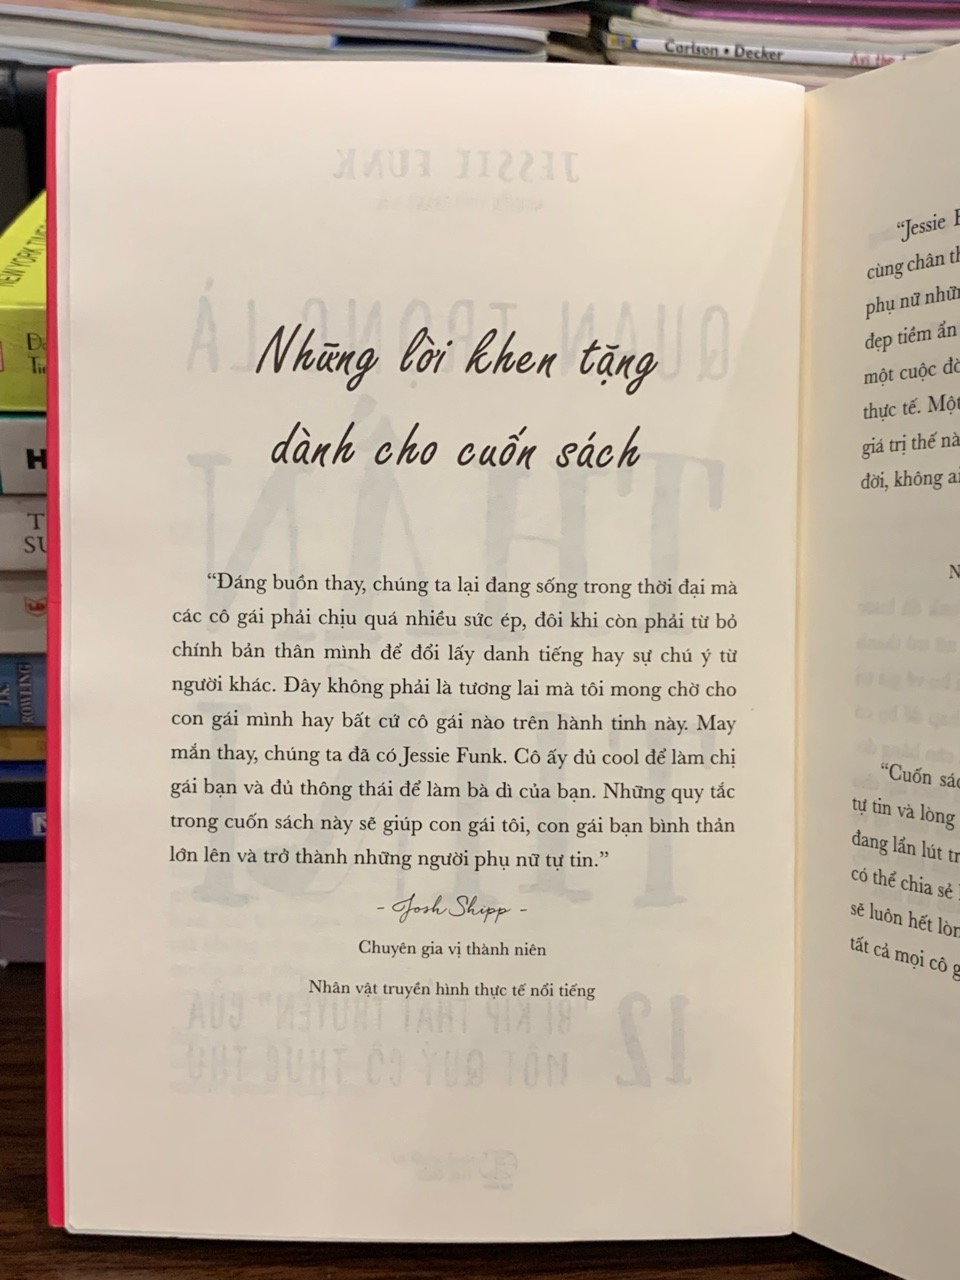 Carlson • Decker
NEW YORK TIMES
J.K.
ROWLING
Những lời khen tặng
dành cho cuốn sách
“Đáng buồn thay, chúng ta lại đang sống trong thời đại mà
các cô gái phải chịu quá nhiều sức ép, đôi khi còn phải từ bỏ
chính bản thân mình để đổi lấy danh tiếng hay sự chú ý từ
người khác. Đây không phải là tương lai mà tôi mong chờ cho
con gái mình hay bất cứ cô gái nào trên hành tinh này. May
mắn thay, chúng ta đã có Jessie Funk. Cô ấy đủ cool để làm chị
gái bạn và đủ thông thái để làm bà dì của bạn. Những quy tắc
trong cuốn sách này sẽ giúp con gái tôi, con gái bạn bình thản
lớn lên và trở thành những người phụ nữ tự tin.”
- Josh Shipp -
Chuyên gia vị thành niên
Nhân vật truyền hình thực tế nổi tiếng
“Jessie
cùng chân
phụ nữ
đẹp tiềm ẩn
một cuộc
thực tế. Một
giá trị thế
đời, không
“Cuốn
tự tin và lòng
đang lẩn lút
có thể chia sẻ
sẽ luôn hết
tất cả mọi cô